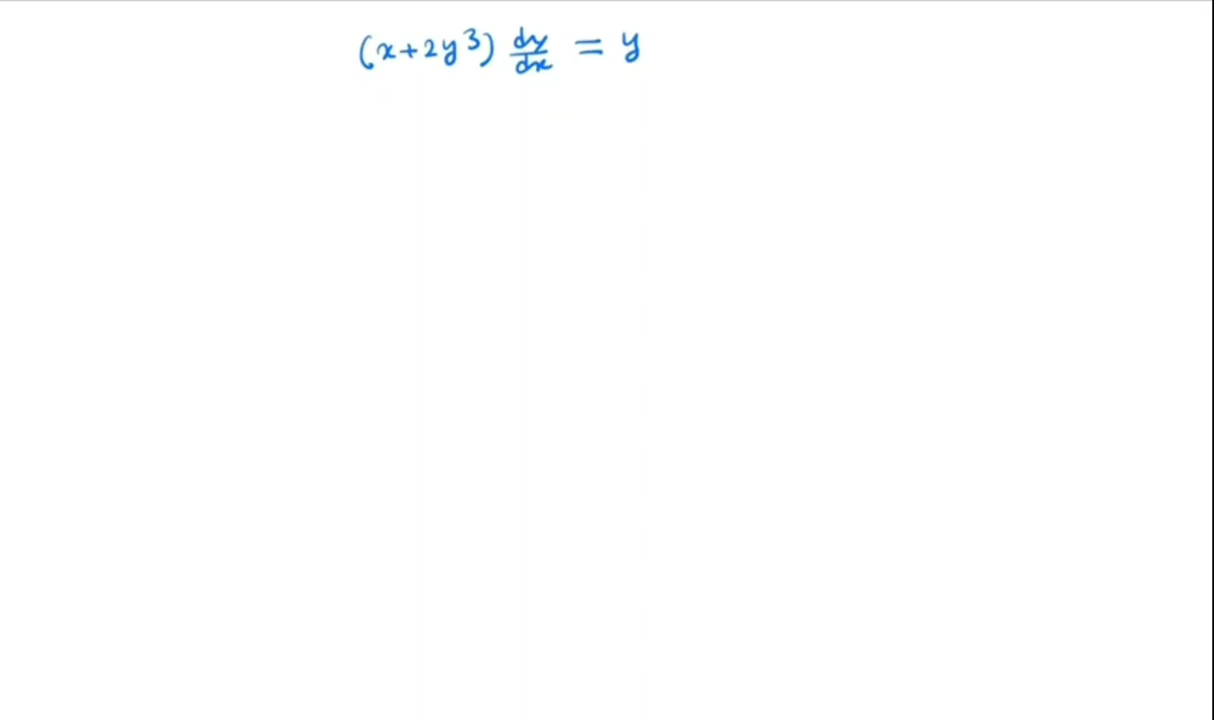 (x+2y³) dy/dx = y